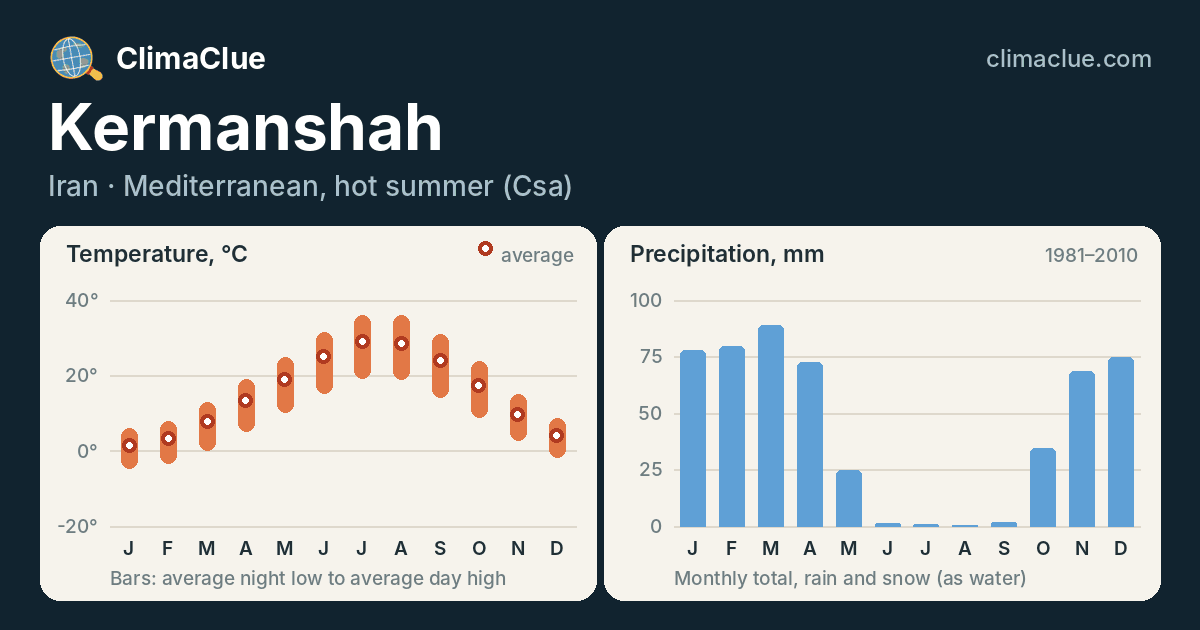 ClimaClue
climaclue.com
Kermanshah
Iran · Mediterranean, hot summer (Csa)
Temperature, °C
average
40°
20°
0°
-20°
J F M A M J J A S O N D
Bars: average night low to average day high
Precipitation, mm
1981–2010
100
75
50
25
0
J F M A M J J A S O N D
Monthly total, rain and snow (as water)